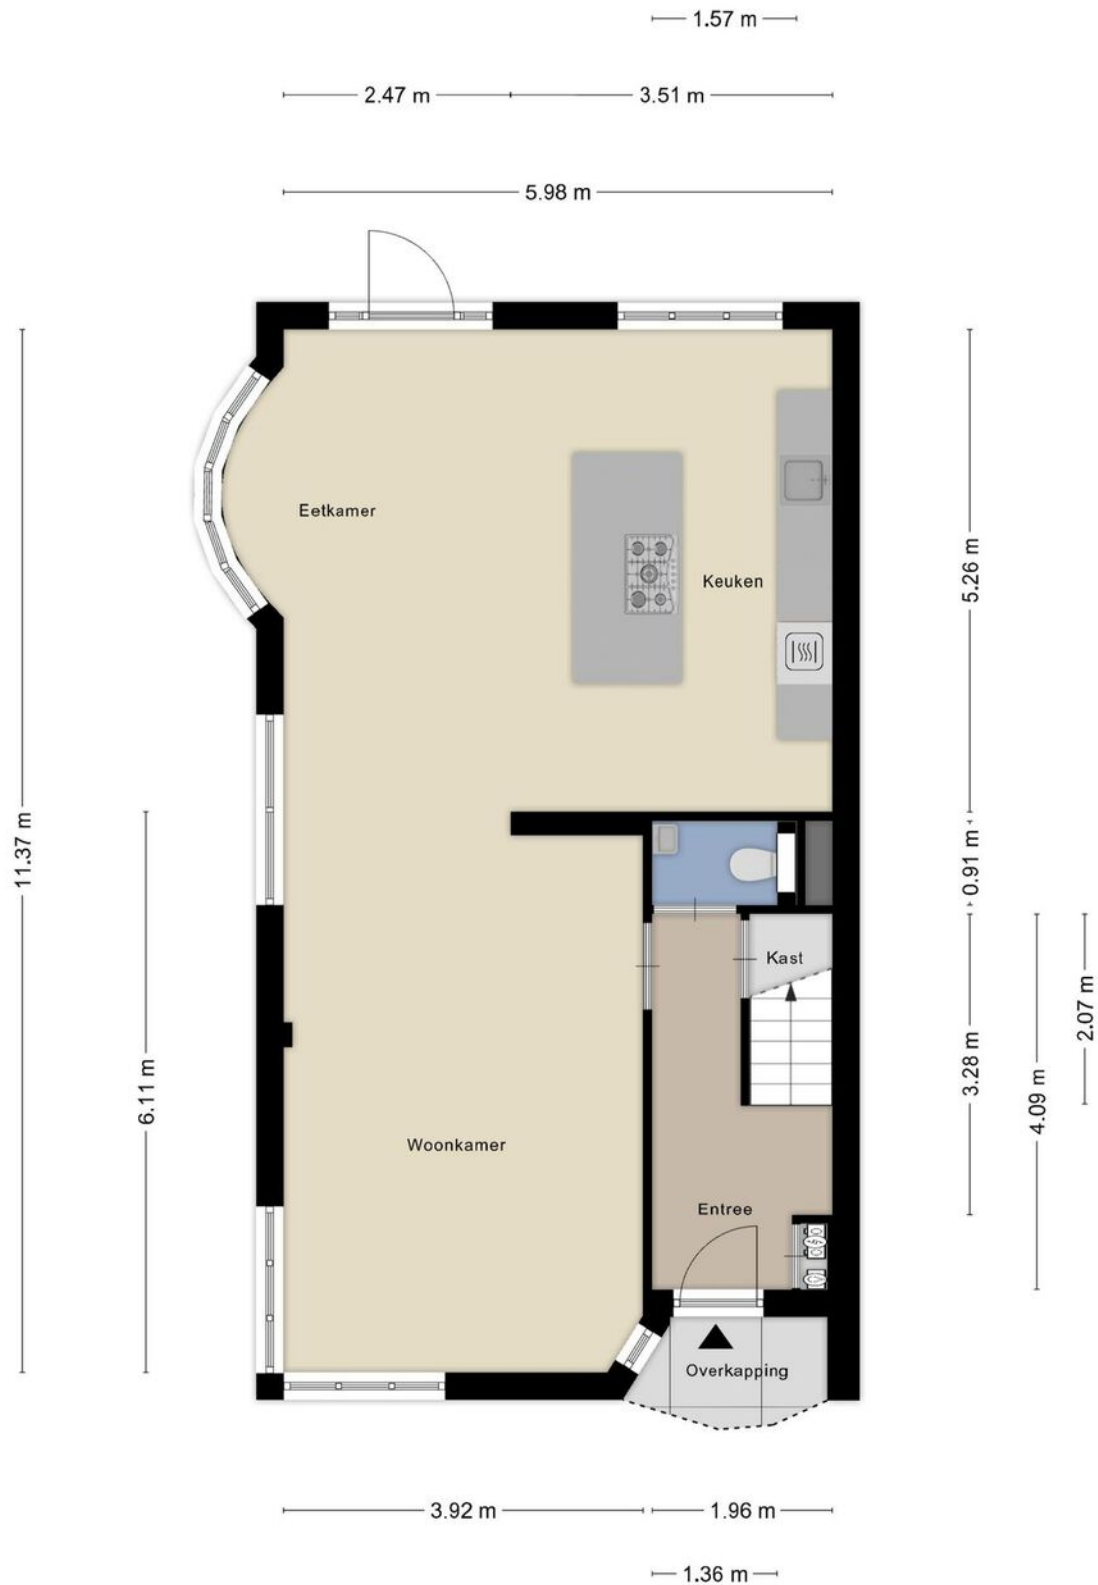 1.57 m
2.47 m
3.51 m
5.98 m
Eetkamer
Keuken
5.26 m
11.37 m
0.91 m
Kast
2.07 m
3.28 m
6.11 m
4.09 m
Woonkamer
Entree
Overkapping
3.92 m
1.96 m
1.36 m